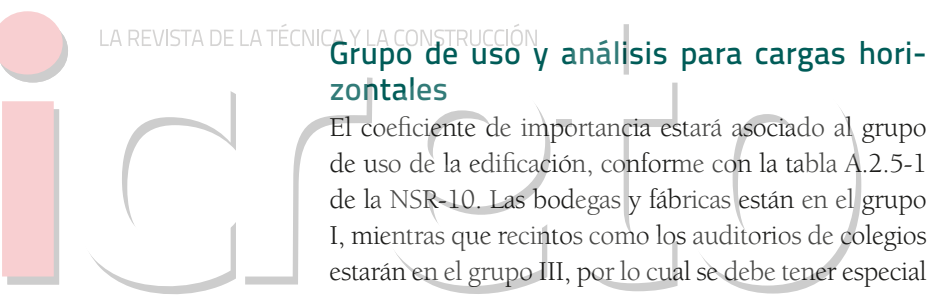 LA REVISTA DE LA TÉCNICA Y LA CONSTRUCCIÓN
Grupo de uso y análisis para cargas hori-
zontales
El coeficiente de importancia estará asociado al grupo
de uso de la edificación, conforme con la tabla A.2.5-1
de la NSR-10. Las bodegas y fábricas están en el grupo
I, mientras que recintos como los auditorios de colegios
estarán en el grupo III, por lo cual se debe tener especial
icreto